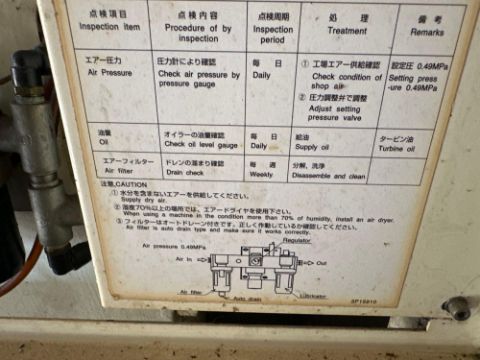 点検項目 点検内容 点検周期 処理 備考
Inspection Item Procedure of by inspection Inspection period Treatment Remarks
エアー圧力 圧力計により確認 毎日 ① 工場エアー供給確認 設定圧 0.49MPa
Air Pressure Check air pressure by pressure gauge Daily Check condition of shop air Setting press-ure 0.49MPa
② 圧力調整弁で調整
Adjust setting pressure valve
油量 オイラーの油量確認 毎日 給油 タービン油
Oil Check oil level gauge Daily Supply oil Turbine oil
エアーフィルター ドレンの溜まり確認 毎週 分解、洗浄
Air filter Drain check Weekly Disassemble and clean
注意,CAUTION
① 水分を含まないエアーを供給してください。
Supply dry air.
② 湿度70%以上の場所では、エアードライヤを使用下さい。
When using a machine in the condition more than 70% of humidity, install an air dryer.
③ フィルターはオートドレーン付きです。正しく作動しているか確認してください。
Air filter is auto drain type and make sure it works correctly.
Regulator
Air pressure 0.49MPa
Air In
Out
Air filter
Auto drain
Lubricator